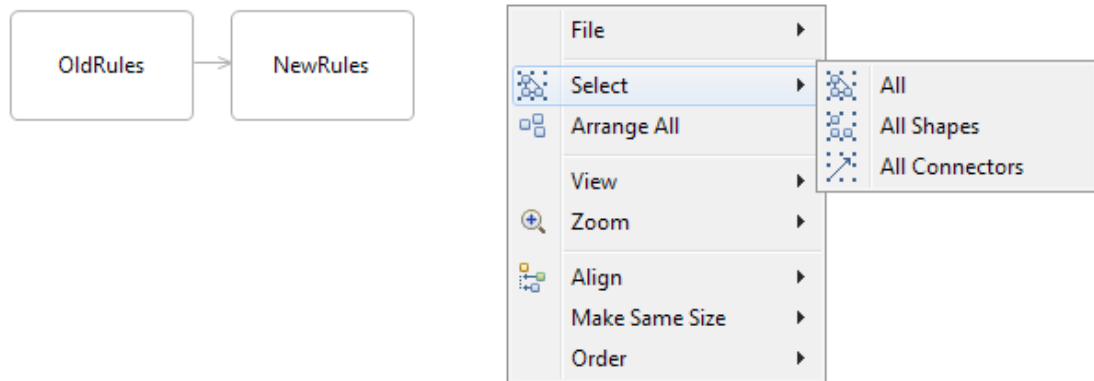 OldRules
NewRules
File
Select
Arrange All
View
Zoom
Align
Make Same Size
Order
All
All Shapes
All Connectors